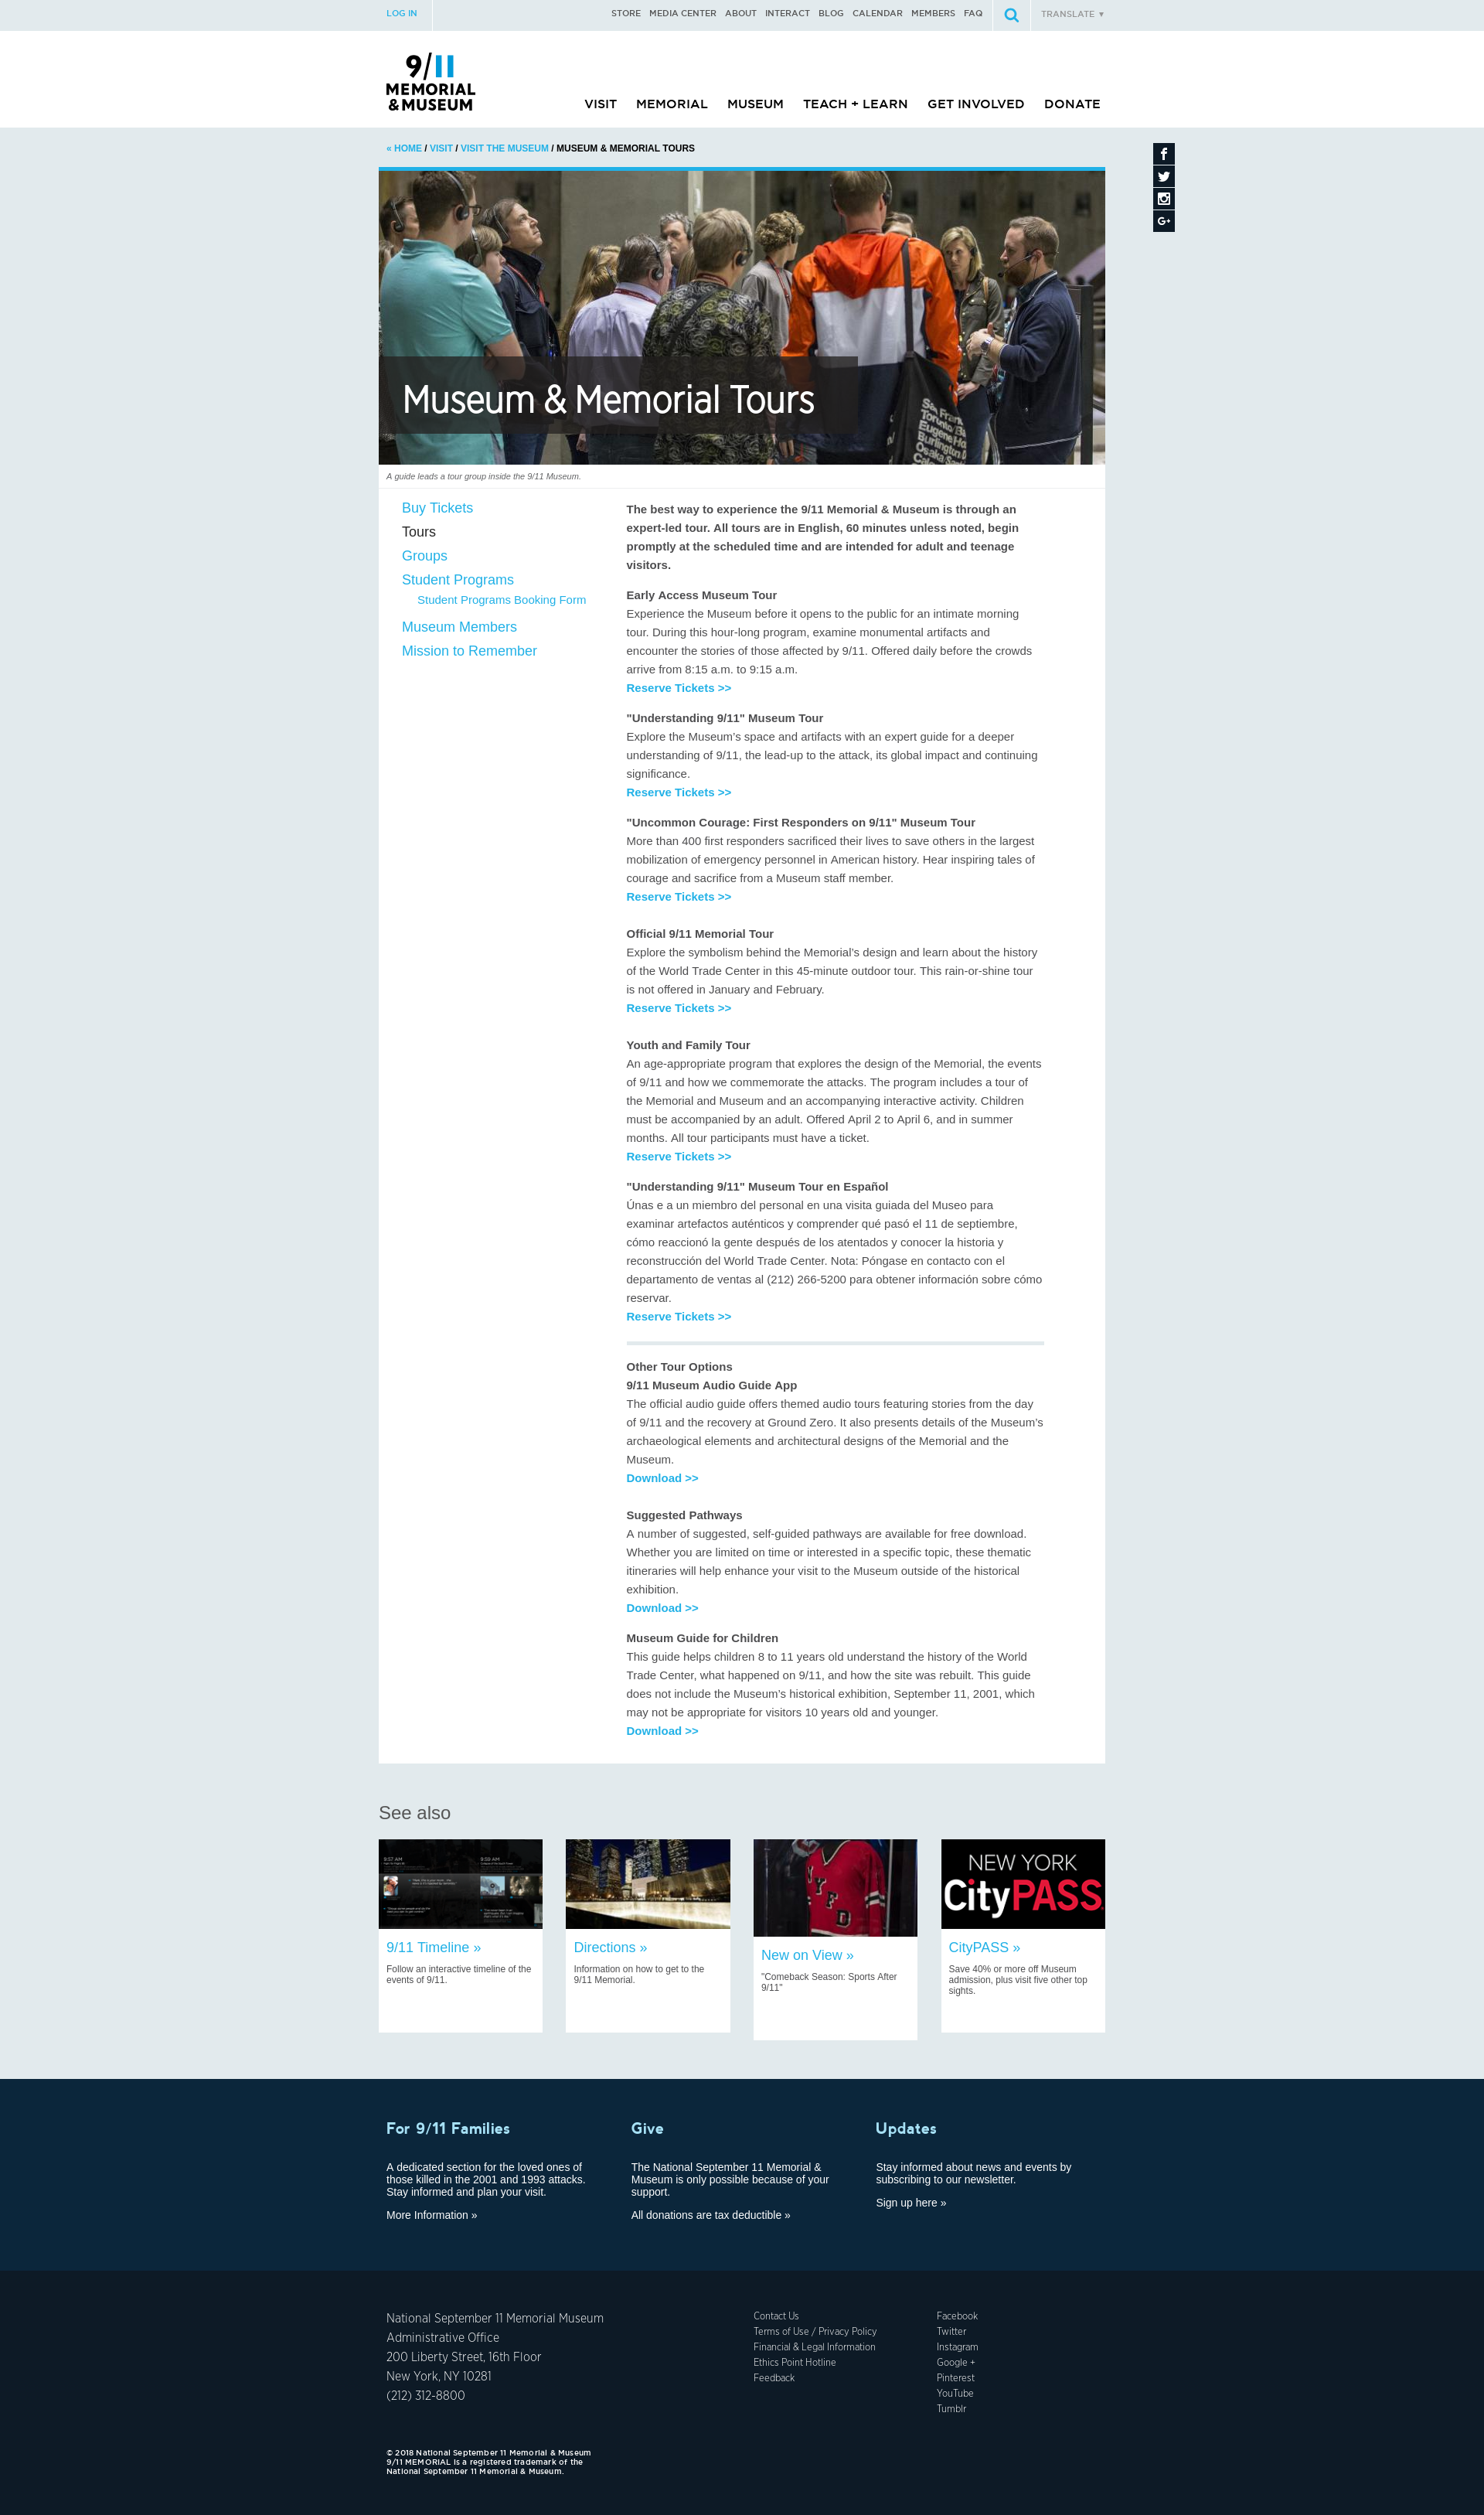 LOG IN
STORE MEDIA CENTER ABOUT INTERACT BLOG CALENDAR MEMBERS FAQ
TRANSLATE ▼
9/11
MEMORIAL
&MUSEUM
VISIT MEMORIAL MUSEUM TEACH + LEARN GET INVOLVED DONATE
« HOME / VISIT / VISIT THE MUSEUM / MUSEUM & MEMORIAL TOURS
Museum & Memorial Tours
A guide leads a tour group inside the 9/11 Museum.
Buy Tickets
Tours
Groups
Student Programs
Student Programs Booking Form
Museum Members
Mission to Remember
The best way to experience the 9/11 Memorial & Museum is through an
expert-led tour. All tours are in English, 60 minutes unless noted, begin
promptly at the scheduled time and are intended for adult and teenage
visitors.
Early Access Museum Tour
Experience the Museum before it opens to the public for an intimate morning
tour. During this hour-long program, examine monumental artifacts and
encounter the stories of those affected by 9/11. Offered daily before the crowds
arrive from 8:15 a.m. to 9:15 a.m.
Reserve Tickets >>
"Understanding 9/11" Museum Tour
Explore the Museum's space and artifacts with an expert guide for a deeper
understanding of 9/11, the lead-up to the attack, its global impact and continuing
significance.
Reserve Tickets >>
"Uncommon Courage: First Responders on 9/11" Museum Tour
More than 400 first responders sacrificed their lives to save others in the largest
mobilization of emergency personnel in American history. Hear inspiring tales of
courage and sacrifice from a Museum staff member.
Reserve Tickets >>
Official 9/11 Memorial Tour
Explore the symbolism behind the Memorial's design and learn about the history
of the World Trade Center in this 45-minute outdoor tour. This rain-or-shine tour
is not offered in January and February.
Reserve Tickets >>
Youth and Family Tour
An age-appropriate program that explores the design of the Memorial, the events
of 9/11 and how we commemorate the attacks. The program includes a tour of
the Memorial and Museum and an accompanying interactive activity. Children
must be accompanied by an adult. Offered April 2 to April 6, and in summer
months. All tour participants must have a ticket.
Reserve Tickets >>
"Understanding 9/11" Museum Tour en Español
Únas e a un miembro del personal en una visita guiada del Museo para
examinar artefactos auténticos y comprender qué pasó el 11 de septiembre,
cómo reaccionó la gente después de los atentados y conocer la historia y
reconstrucción del World Trade Center. Nota: Póngase en contacto con el
departamento de ventas al (212) 266-5200 para obtener información sobre cómo
reservar.
Reserve Tickets >>
Other Tour Options
9/11 Museum Audio Guide App
The official audio guide offers themed audio tours featuring stories from the day
of 9/11 and the recovery at Ground Zero. It also presents details of the Museum's
archaeological elements and architectural designs of the Memorial and the
Museum.
Download >>
Suggested Pathways
A number of suggested, self-guided pathways are available for free download.
Whether you are limited on time or interested in a specific topic, these thematic
itineraries will help enhance your visit to the Museum outside of the historical
exhibition.
Download >>
Museum Guide for Children
This guide helps children 8 to 11 years old understand the history of the World
Trade Center, what happened on 9/11, and how the site was rebuilt. This guide
does not include the Museum's historical exhibition, September 11, 2001, which
may not be appropriate for visitors 10 years old and younger.
Download >>
See also
9:57 AM 9:59 AM
NEW YORK
CityPASS
9/11 Timeline »
Follow an interactive timeline of the
events of 9/11.
Directions »
Information on how to get to the
9/11 Memorial.
New on View »
"Comeback Season: Sports After
9/11"
CityPASS »
Save 40% or more off Museum
admission, plus visit five other top
sights.
For 9/11 Families
A dedicated section for the loved ones of
those killed in the 2001 and 1993 attacks.
Stay informed and plan your visit.
More Information »
Give
The National September 11 Memorial &
Museum is only possible because of your
support.
All donations are tax deductible »
Updates
Stay informed about news and events by
subscribing to our newsletter.
Sign up here »
National September 11 Memorial Museum
Administrative Office
200 Liberty Street, 16th Floor
New York, NY 10281
(212) 312-8800
Contact Us
Terms of Use / Privacy Policy
Financial & Legal Information
Ethics Point Hotline
Feedback
Facebook
Twitter
Instagram
Google +
Pinterest
YouTube
Tumblr
© 2018 National September 11 Memorial & Museum
9/11 MEMORIAL is a registered trademark of the
National September 11 Memorial & Museum.